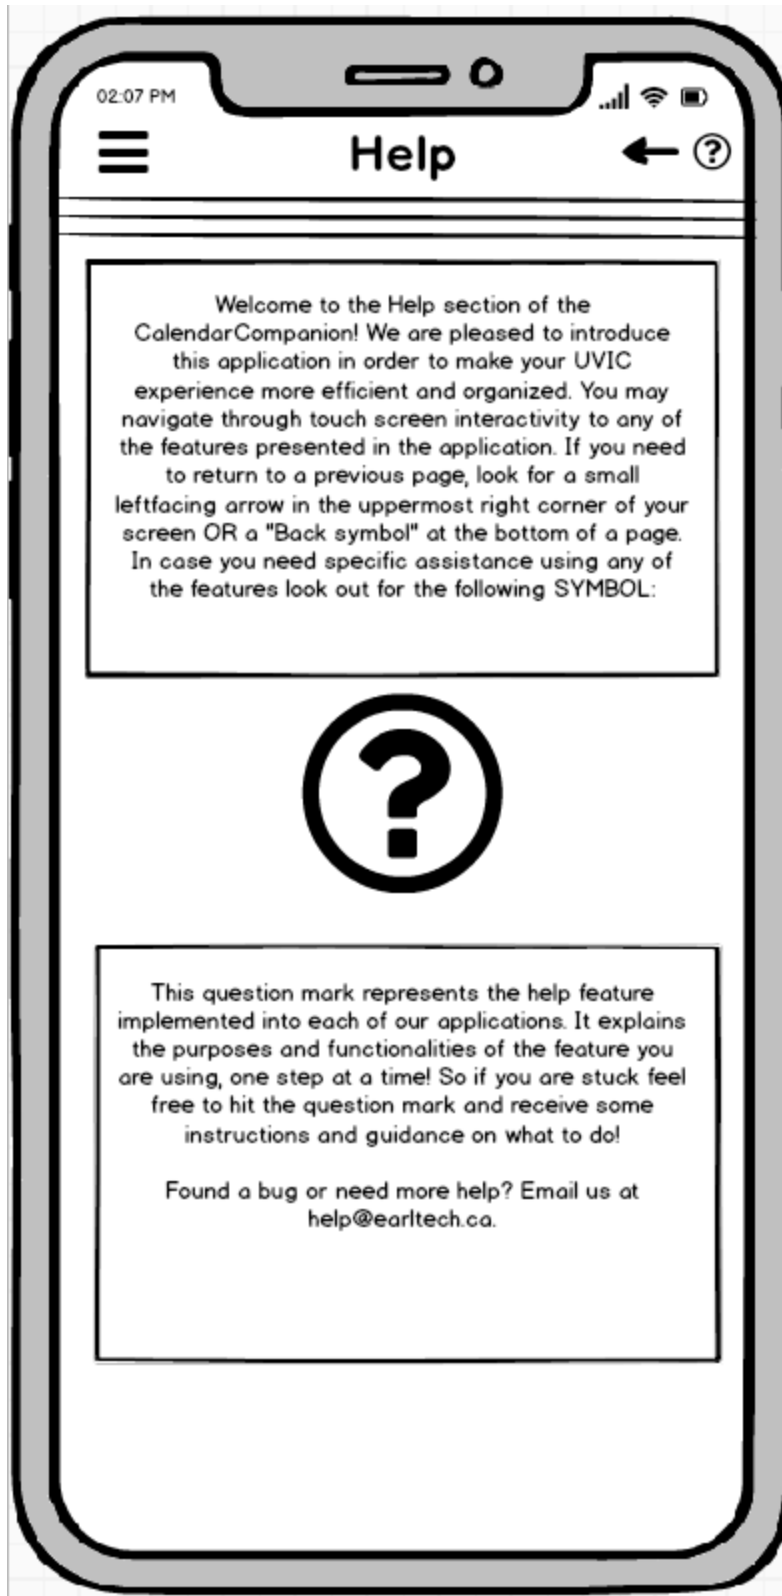 02:07 PM
Help
?
Welcome to the Help section of the
CalendarCompanion! We are pleased to introduce
this application in order to make your UVIC
experience more efficient and organized. You may
navigate through touch screen interactivity to any of
the features presented in the application. If you need
to return to a previous page, look for a small
leftfacing arrow in the uppermost right corner of your
screen OR a "Back symbol" at the bottom of a page.
In case you need specific assistance using any of
the features look out for the following SYMBOL:
?
This question mark represents the help feature
implemented into each of our applications. It explains
the purposes and functionalities of the feature you
are using, one step at a time! So if you are stuck feel
free to hit the question mark and receive some
instructions and guidance on what to do!
Found a bug or need more help? Email us at
help@earltech.ca.